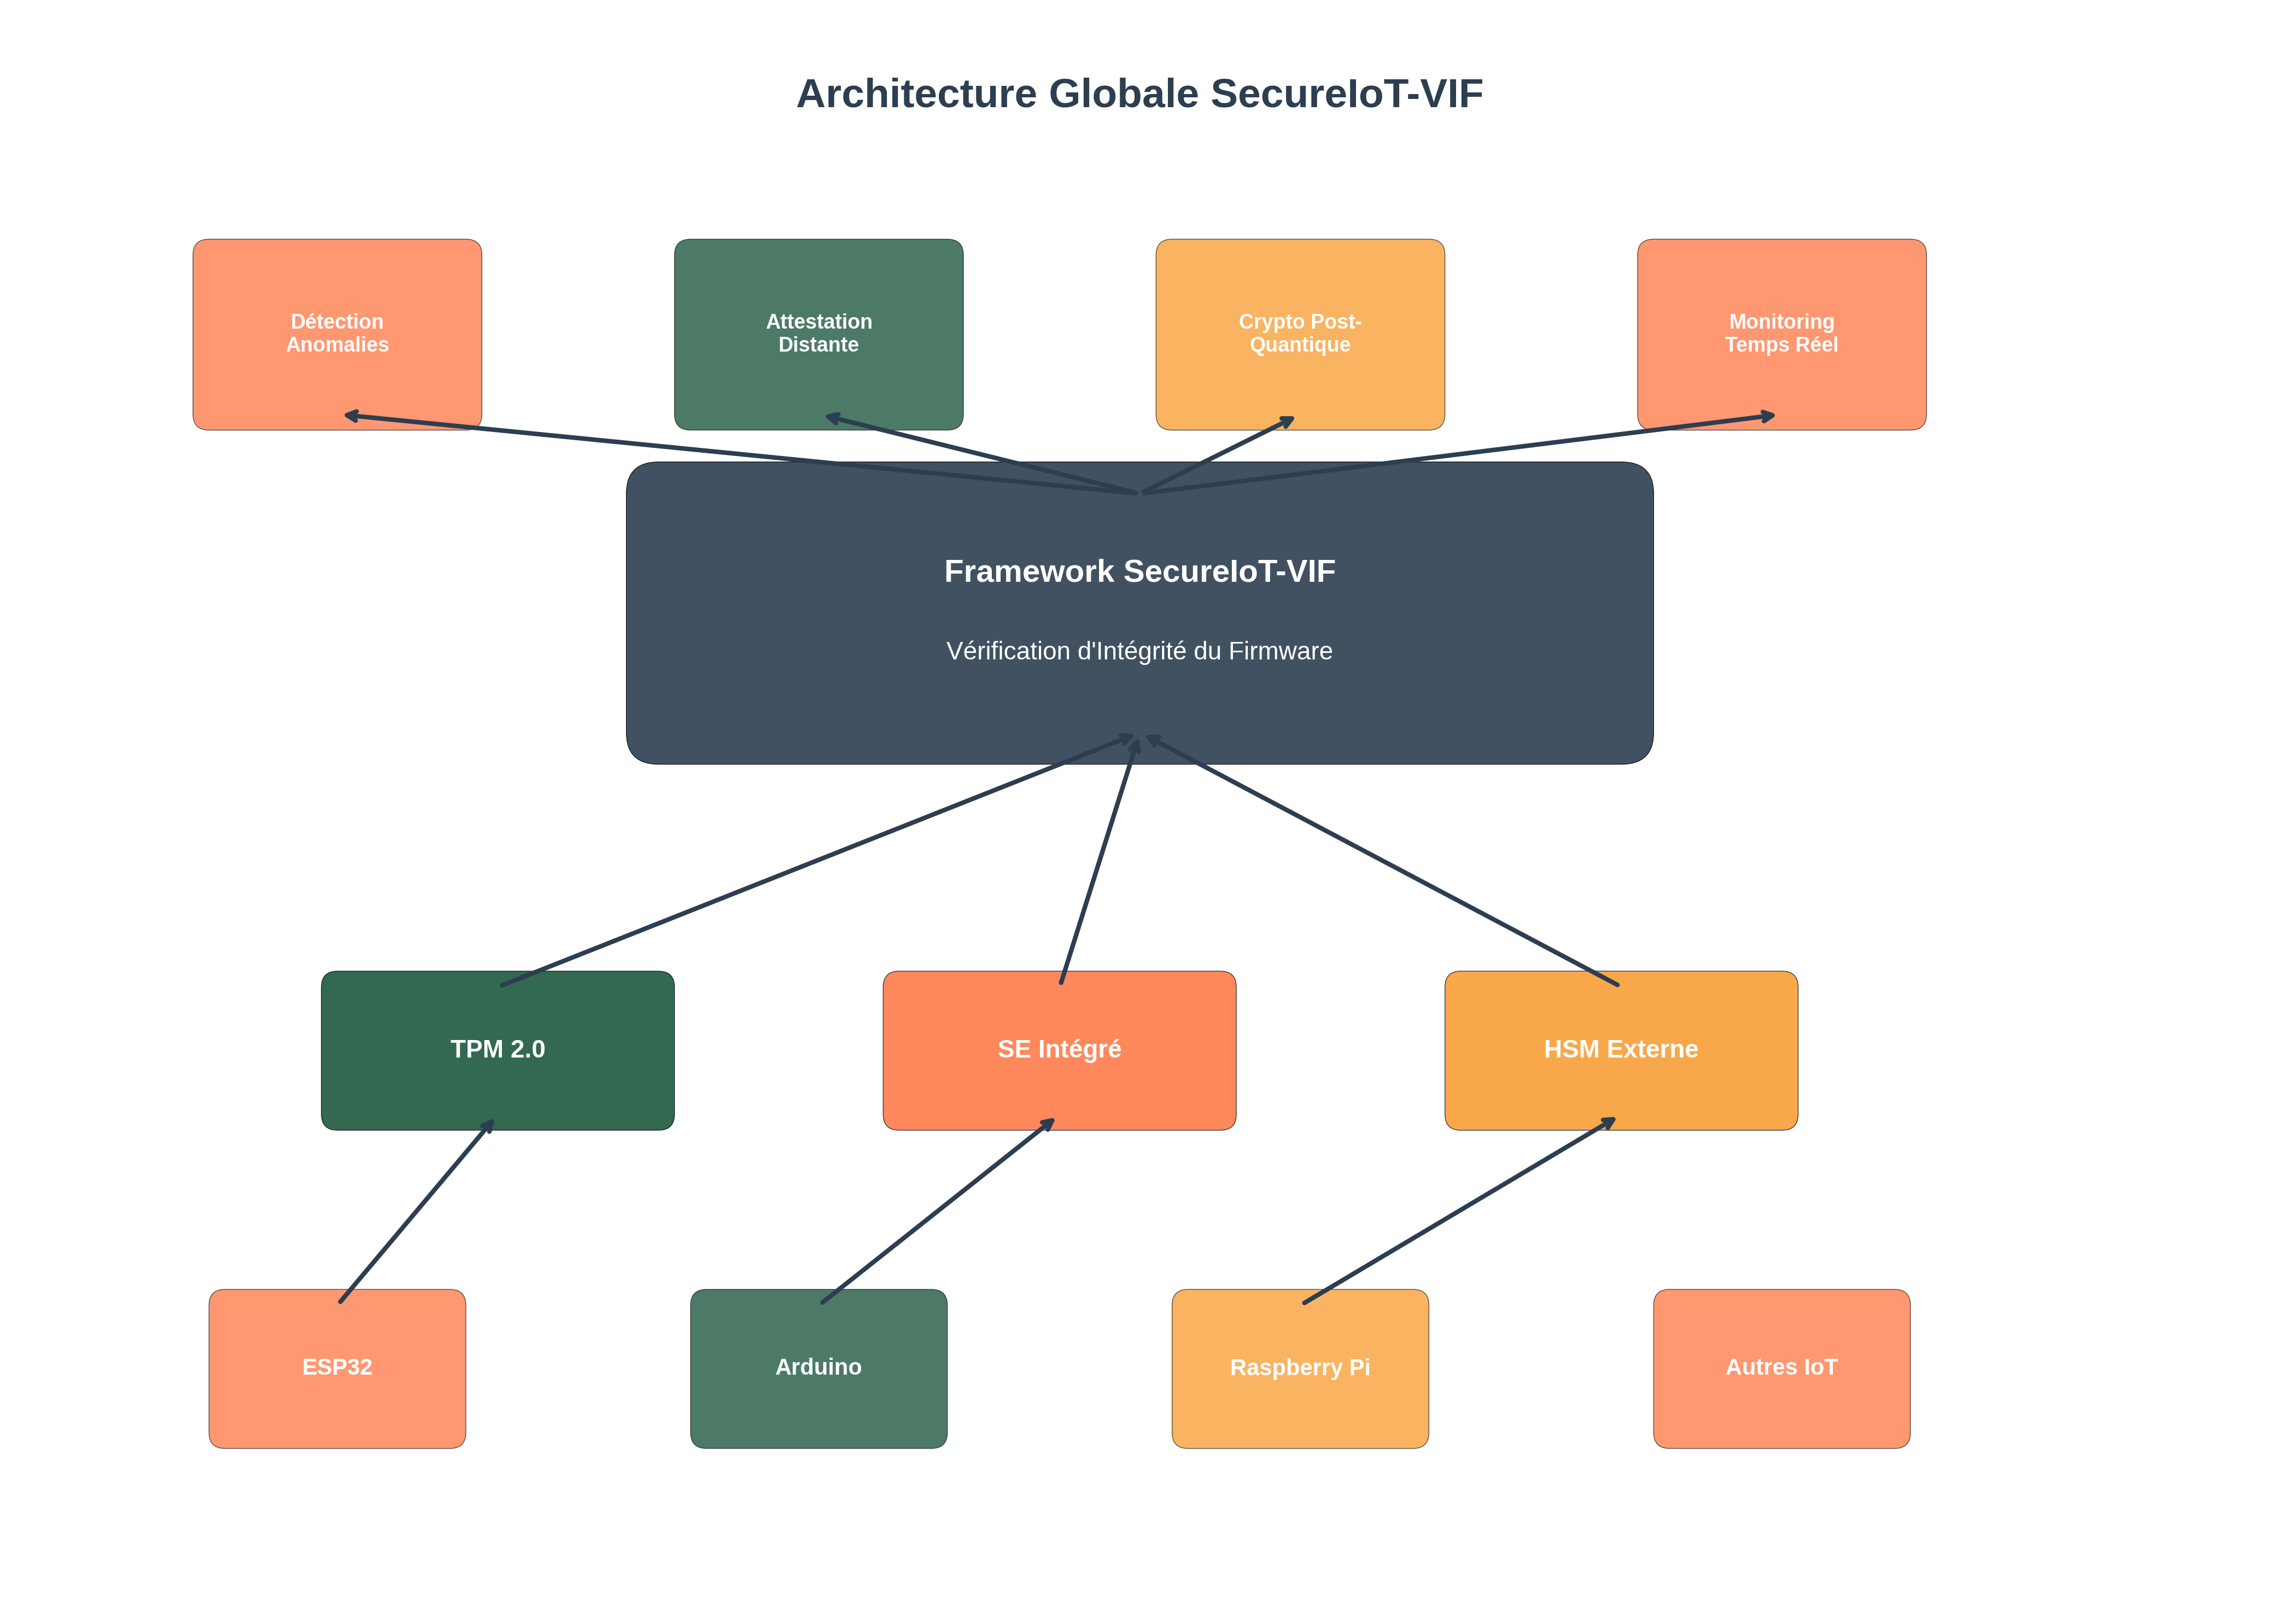 Architecture Globale SecureIoT-VIF
Détection
Anomalies
Attestation
Distante
Crypto Post-
Quantique
Monitoring
Temps Réel
Framework SecureIoT-VIF
Vérification d'Intégrité du Firmware
TPM 2.0
SE Intégré
HSM Externe
ESP32
Arduino
Raspberry Pi
Autres IoT